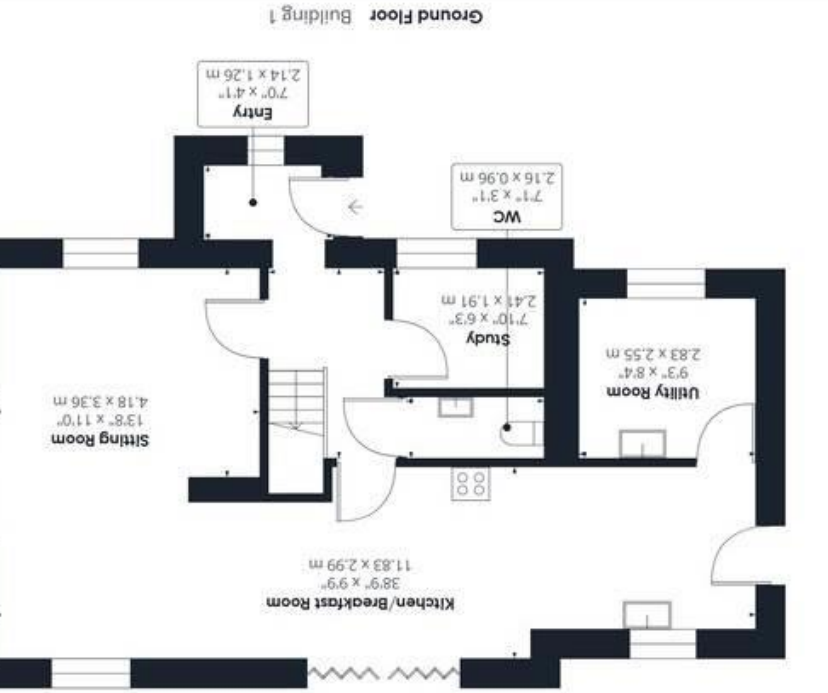 Kitchen/Breakfast Room
38'9" x 9'9"
11.83 x 2.99 m
Sitting Room
13'8" x 11'0"
4.18 x 3.36 m
Utility Room
9'3" x 8'4"
2.83 x 2.55 m
Study
7'10" x 6'3"
2.41 x 1.91 m
WC
7'1" x 3'1"
2.16 x 0.96 m
Entry
7'0" x 4'1"
2.14 x 1.26 m
Ground Floor Building 1